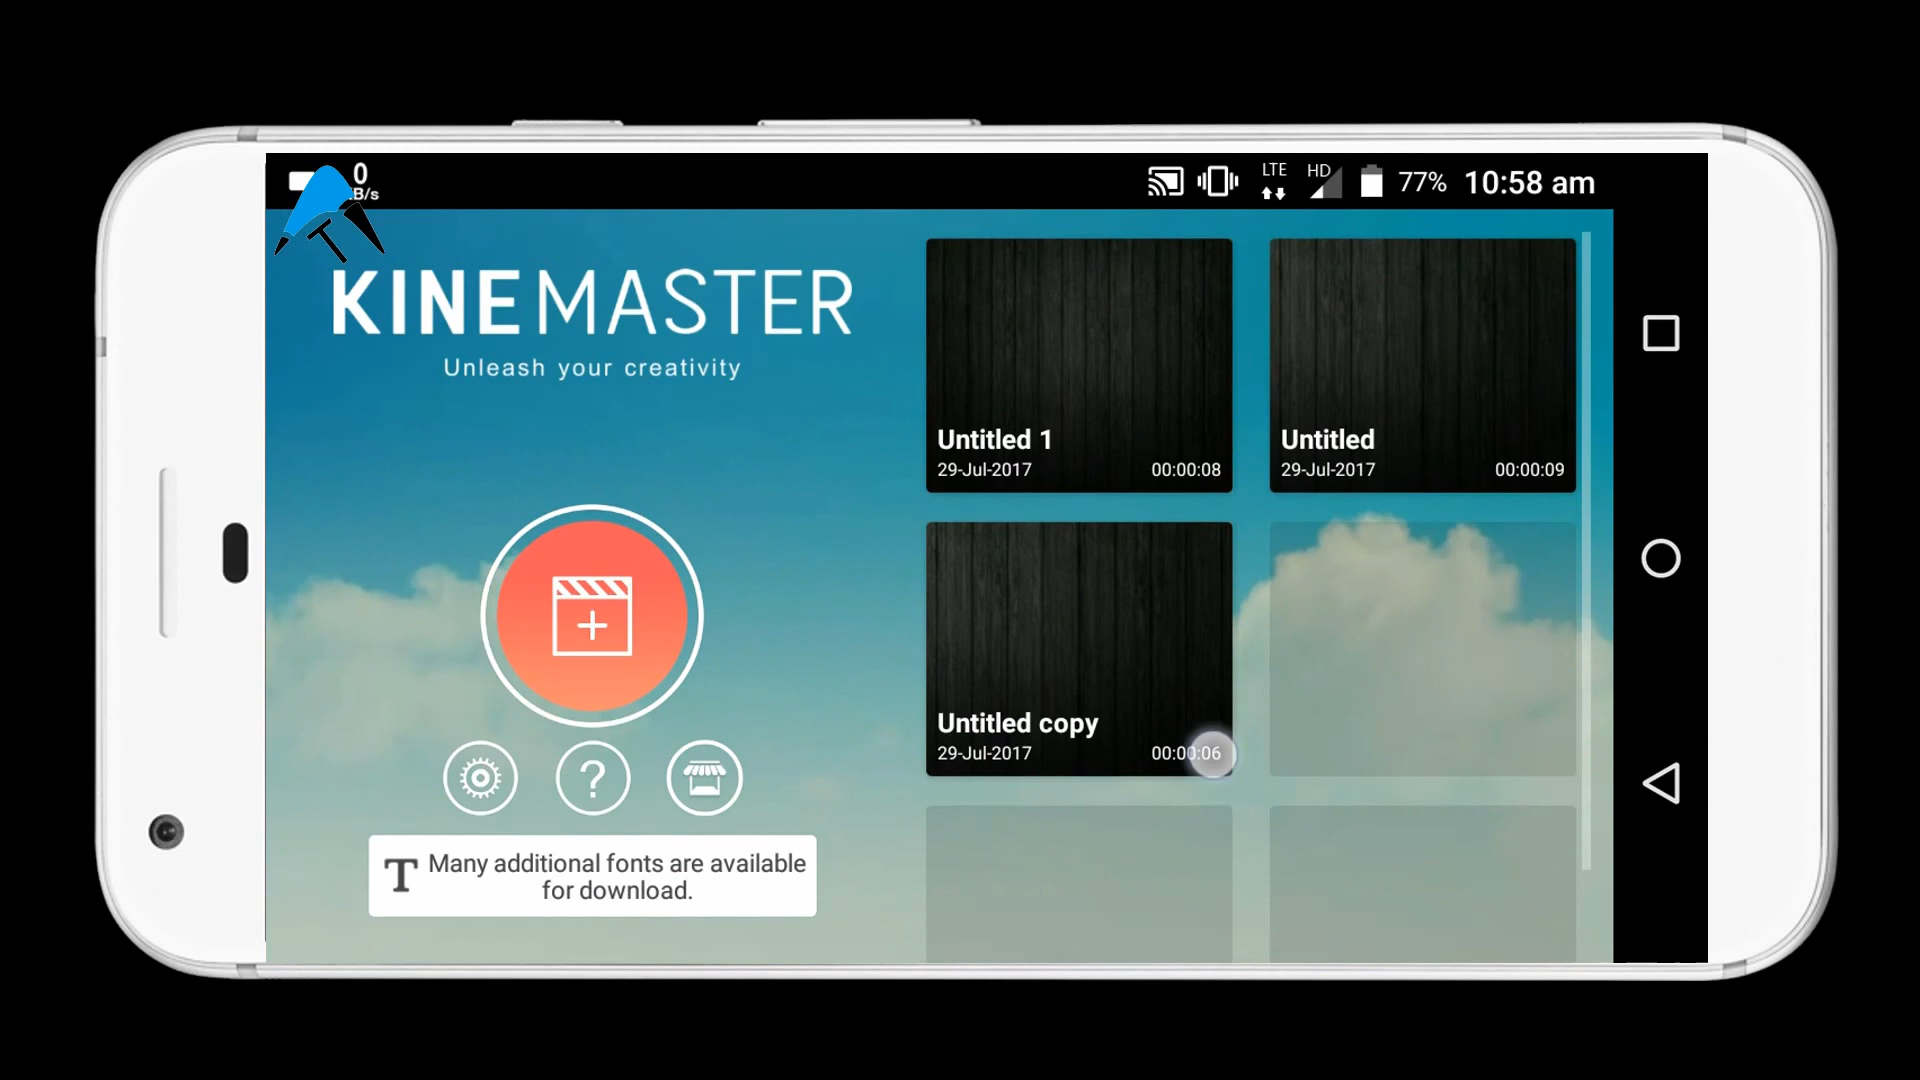 0
B/s
LTE
HD
77%
10:58 am
KINEMASTER
Unleash your creativity
T
Many additional fonts are available
for download.
Untitled 1
29-Jul-2017
00:00:08
Untitled
29-Jul-2017
00:00:09
Untitled copy
29-Jul-2017
00:00:06